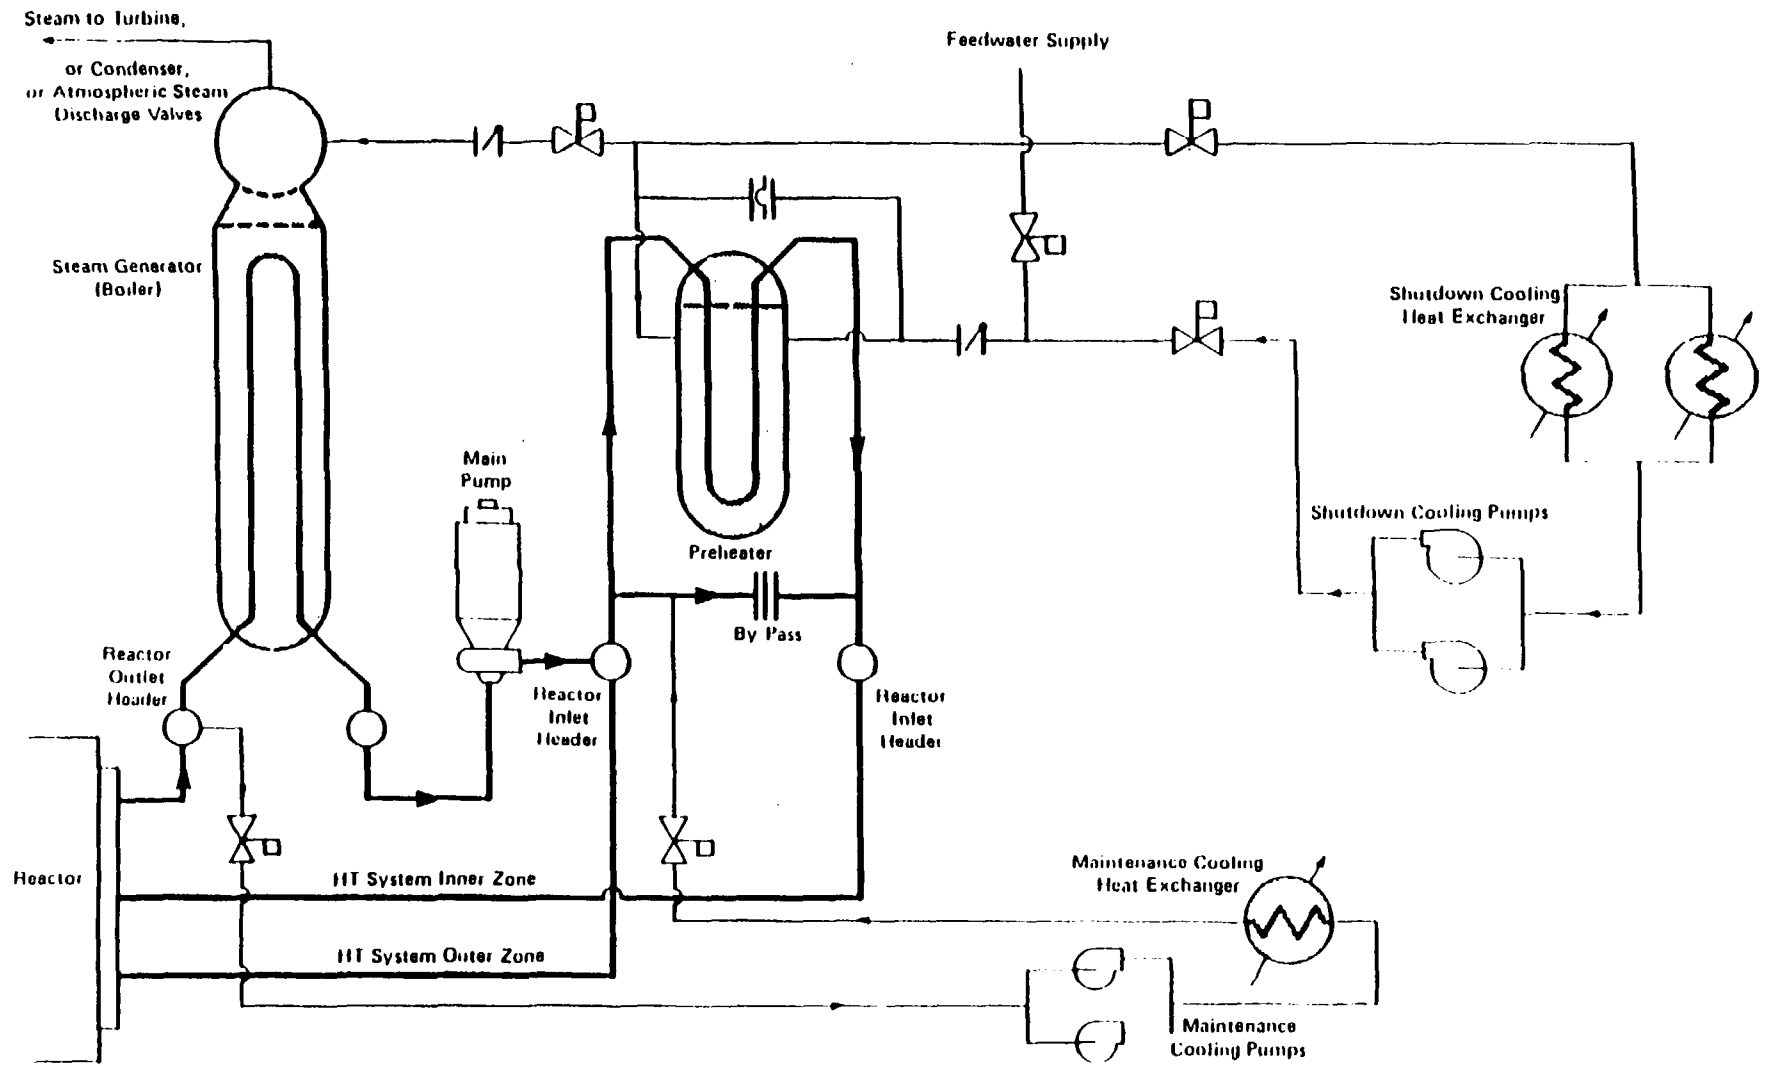 Steam to Turbine,
or Condenser,
or Atmospheric Steam
Discharge Valves
Feedwater Supply
Steam Generator
(Boiler)
Shutdown Cooling
Heat Exchanger
Main
Pump
Shutdown Cooling Pumps
Preheater
By Pass
Reactor
Outlet
Header
Reactor
Inlet
Header
Reactor
Inlet
Header
Reactor
HT System Inner Zone
Maintenance Cooling
Heat Exchanger
HT System Outer Zone
Maintenance
Cooling Pumps